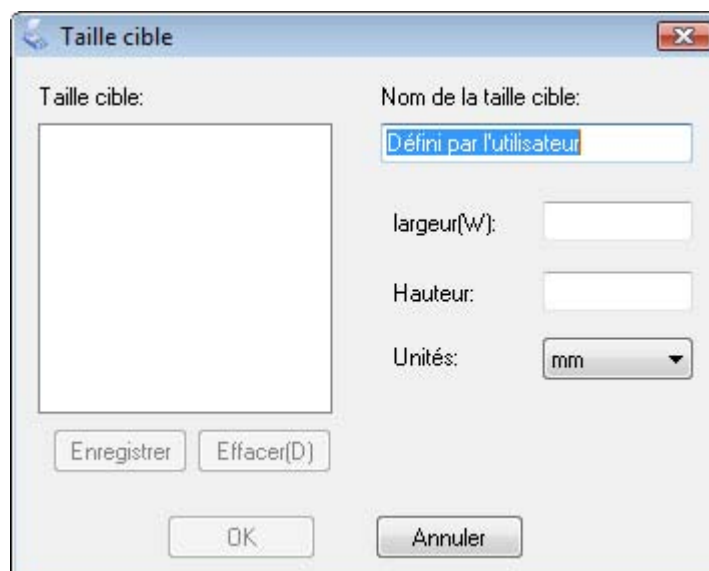 Taille cible
Taille cible:
Nom de la taille cible:
Défini par l'utilisateur
largeur(W):
Hauteur:
Unités:
mm
Enregistrer
Effacer(D)
OK
Annuler